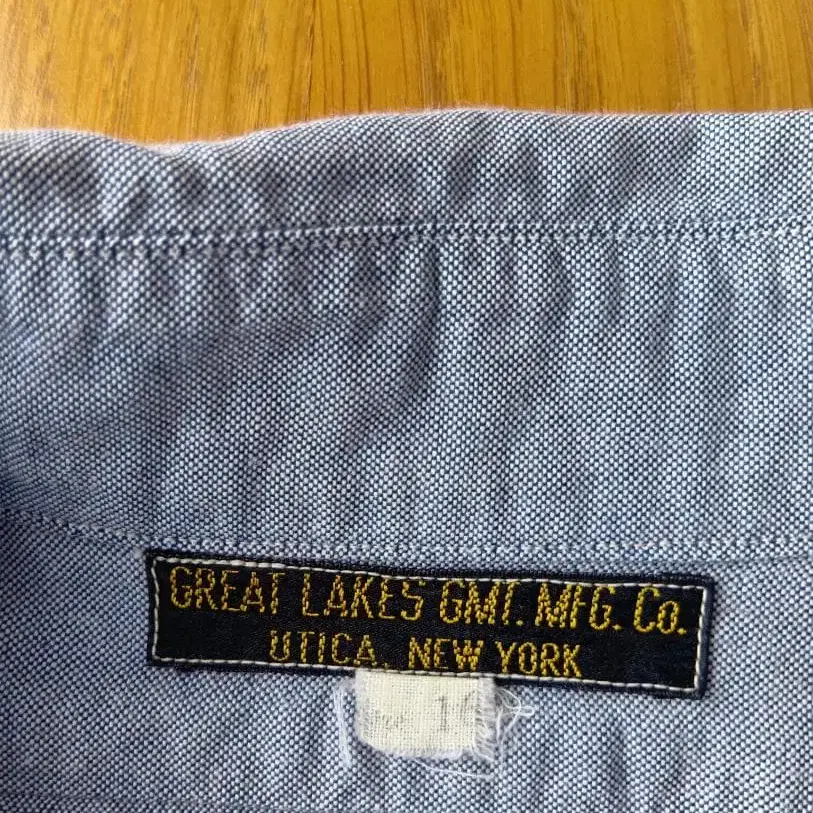 GREAT LAKES GMT. MFG. Co.
UTICA, NEW YORK